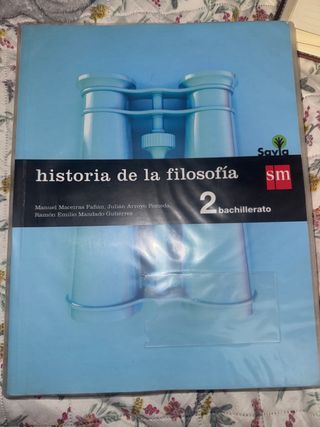 Savia
historia de la filosofía
sm
Manuel Maceiras Fafián, Julián Arroyo Pomeda,
Ramón Emilio Mandado Gutiérrez
2 bachillerato